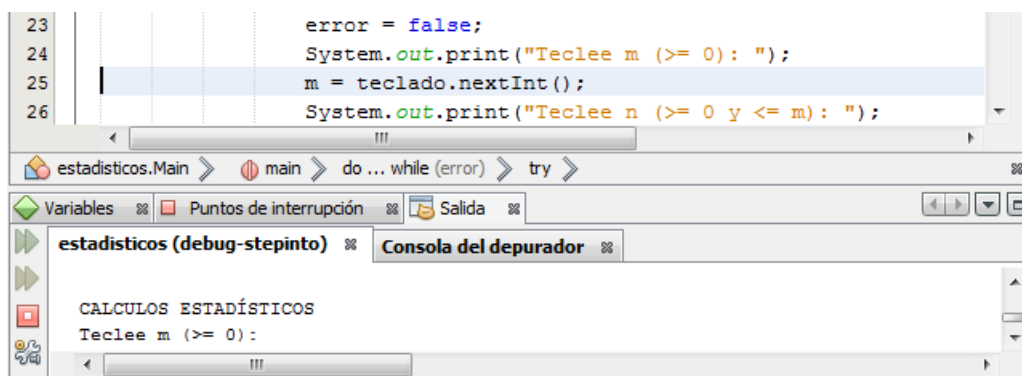 23 error = false;
24 System.out.print("Teclee m (>= 0): ");
25 m = teclado.nextInt();
26 System.out.print("Teclee n (>= 0 y <= m): ");
estadisticos.Main main do ... while (error) try
Variables Puntos de interrupción Salida
estadisticos (debug-stepinto) Consola del depurador
CALCULOS ESTADÍSTICOS
Teclee m (>= 0):